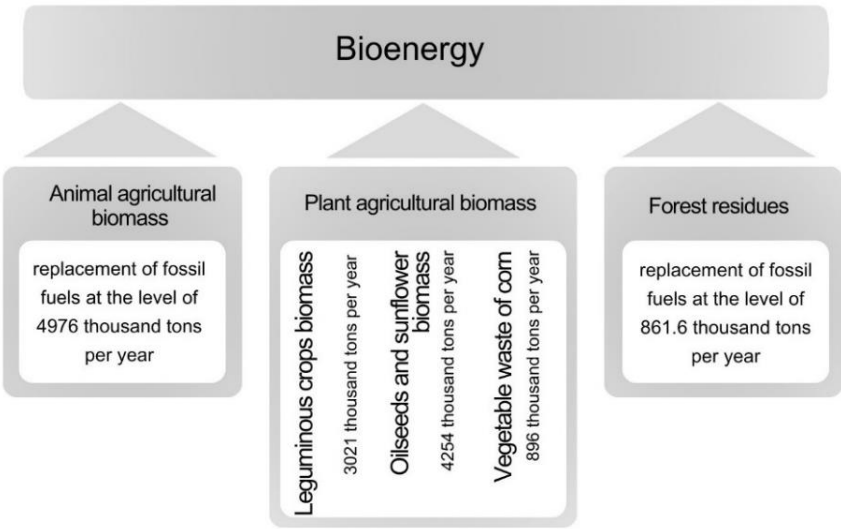 Bioenergy
Animal agricultural
biomass
replacement of fossil
fuels at the level of
4976 thousand tons
per year
Plant agricultural biomass
Leguminous crops biomass
3021 thousand tons per year
Oilseeds and sunflower
biomass
4254 thousand tons per year
Vegetable waste of corn
896 thousand tons per year
Forest residues
replacement of fossil
fuels at the level of
861.6 thousand tons
per year